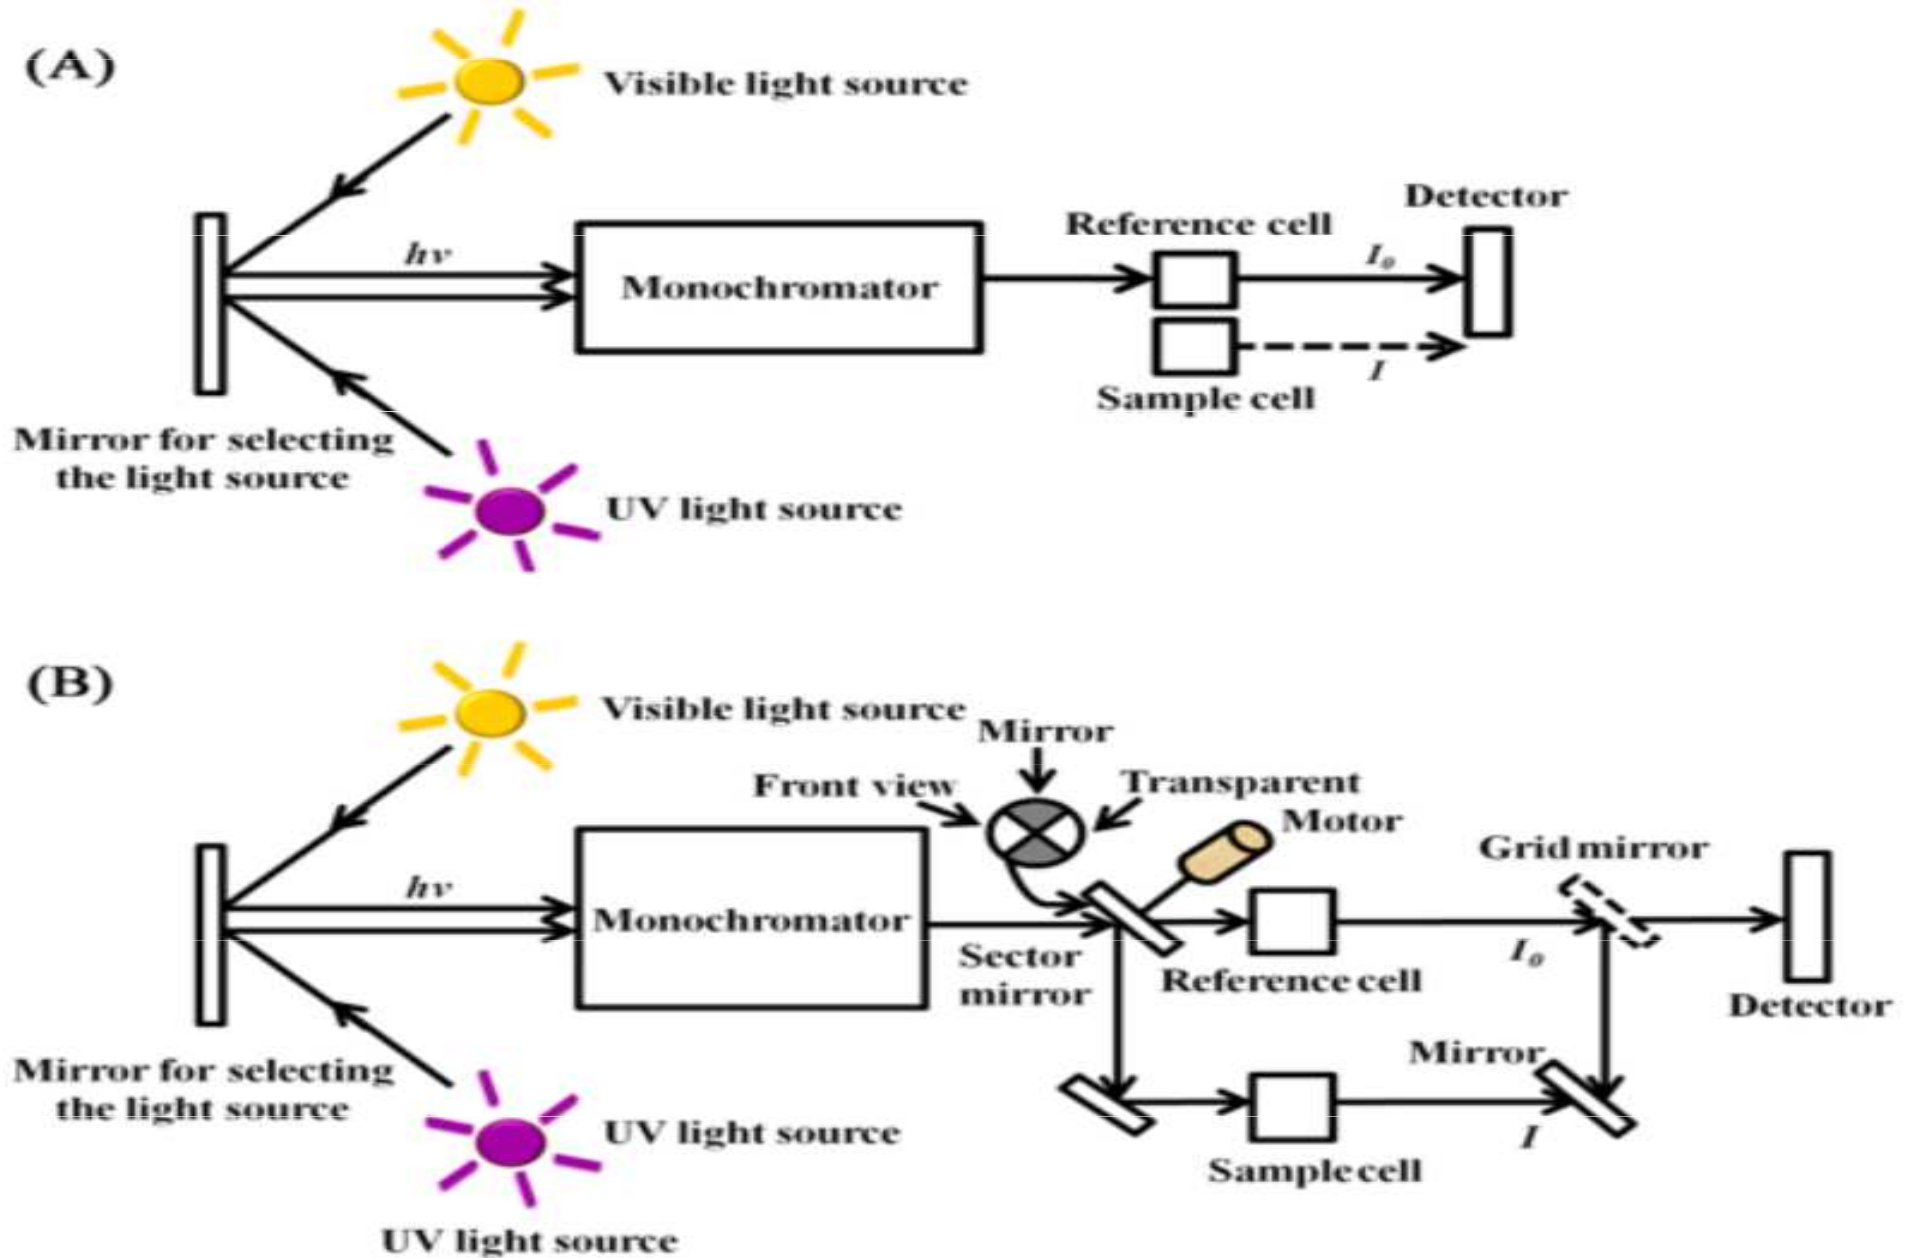 (A)
Visible light source
hν
Monochromator
Reference cell
I₀
Detector
I
Sample cell
Mirror for selecting
the light source
UV light source
(B)
Visible light source
Mirror
Front view
Transparent
Motor
Grid mirror
hν
Monochromator
Sector
mirror
Reference cell
I₀
Detector
Mirror
I
Sample cell
Mirror for selecting
the light source
UV light source
UV light source